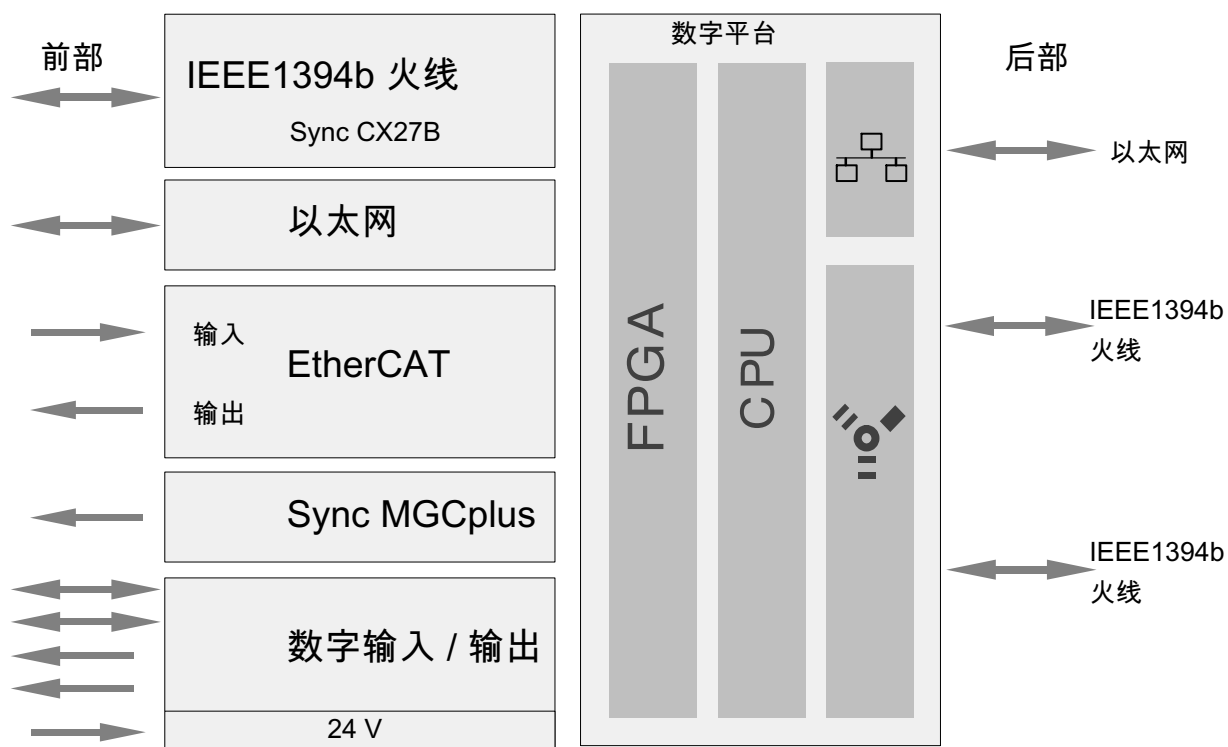 前部
IEEE1394b 火线
Sync CX27B
以太网
输入
EtherCAT
输出
Sync MGCplus
数字输入 / 输出
24 V
数字平台
FPGA
CPU
后部
以太网
IEEE1394b
火线
IEEE1394b
火线